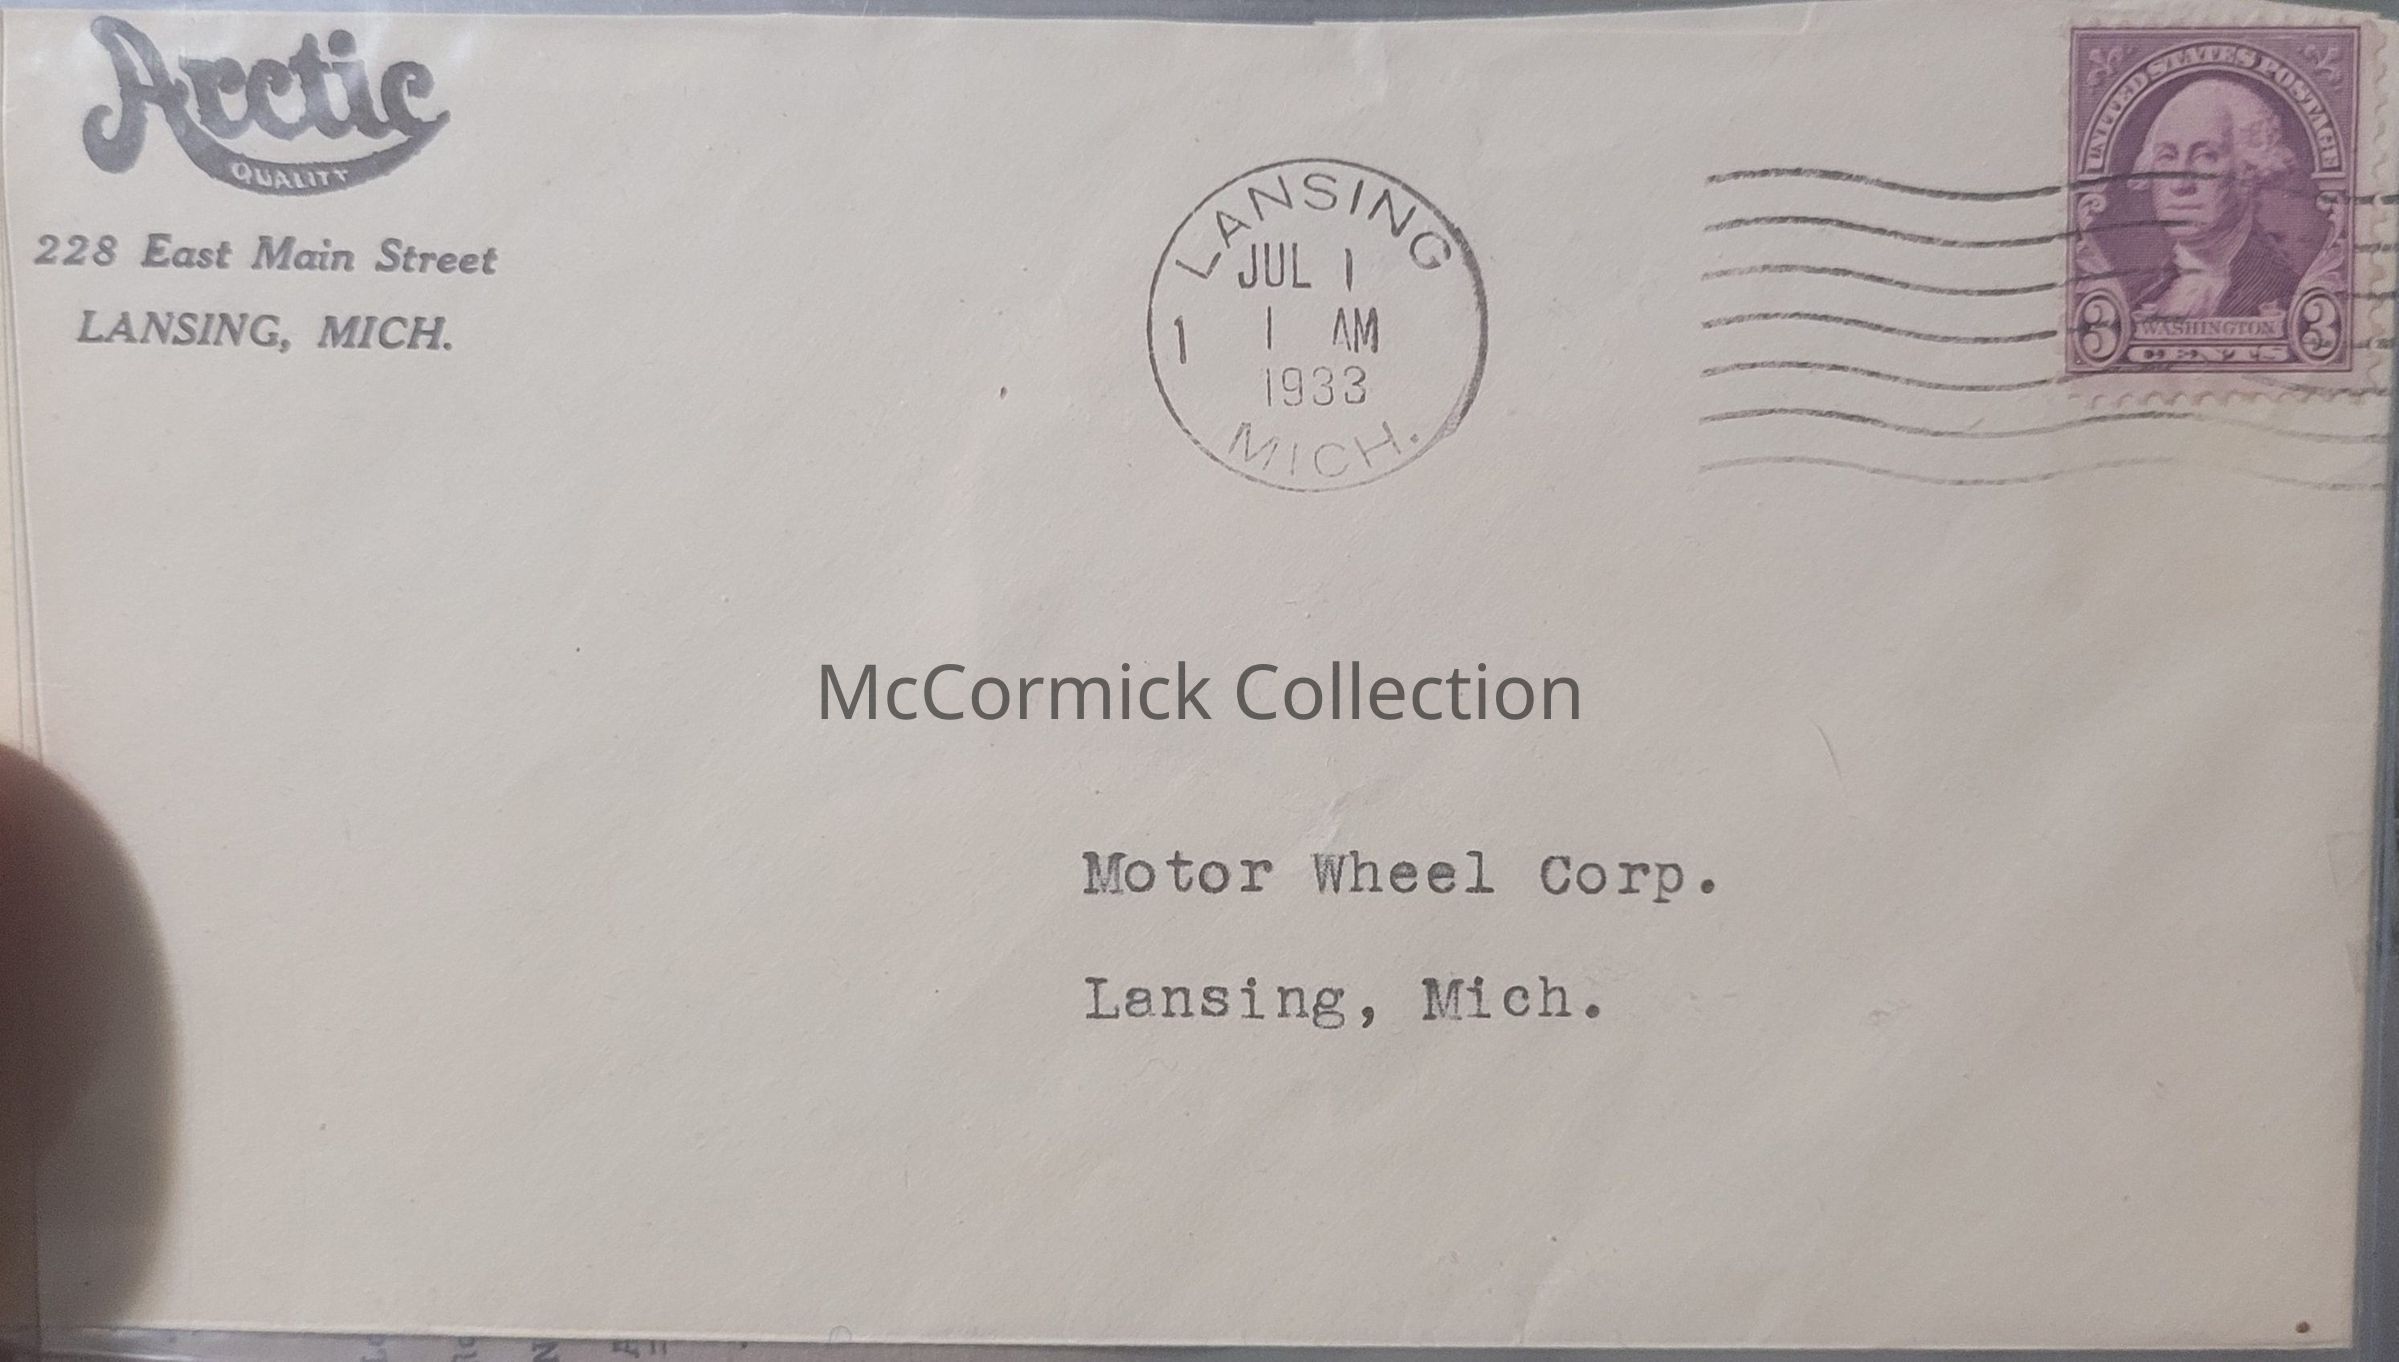 Arctic
QUALITY
228 East Main Street
LANSING, MICH.
LANSING
JUL 1
1 1 AM
1933
MICH.
UNITED STATES POSTAGE
3 WASHINGTON 3
CENTS
McCormick Collection
Motor Wheel Corp.
Lansing, Mich.